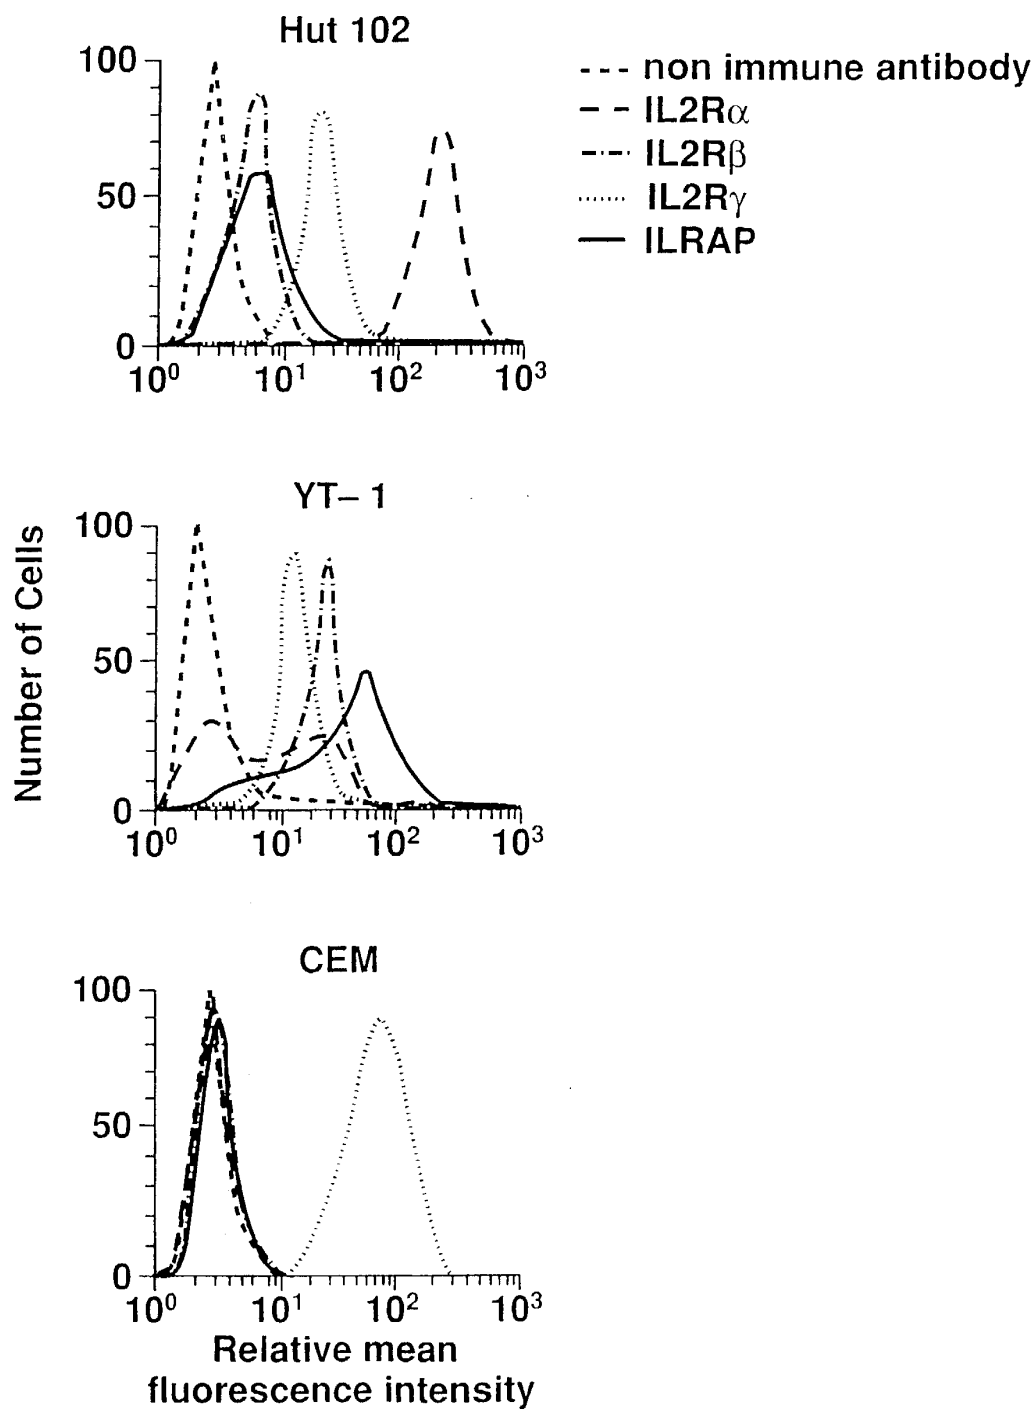 Hut 102
non immune antibody
IL2Rα
IL2Rβ
IL2Rγ
ILRAP
100
50
0
10⁰ 10¹ 10² 10³
YT– 1
Number of Cells
100
50
0
10⁰ 10¹ 10² 10³
CEM
100
50
0
10⁰ 10¹ 10² 10³
Relative mean
fluorescence intensity